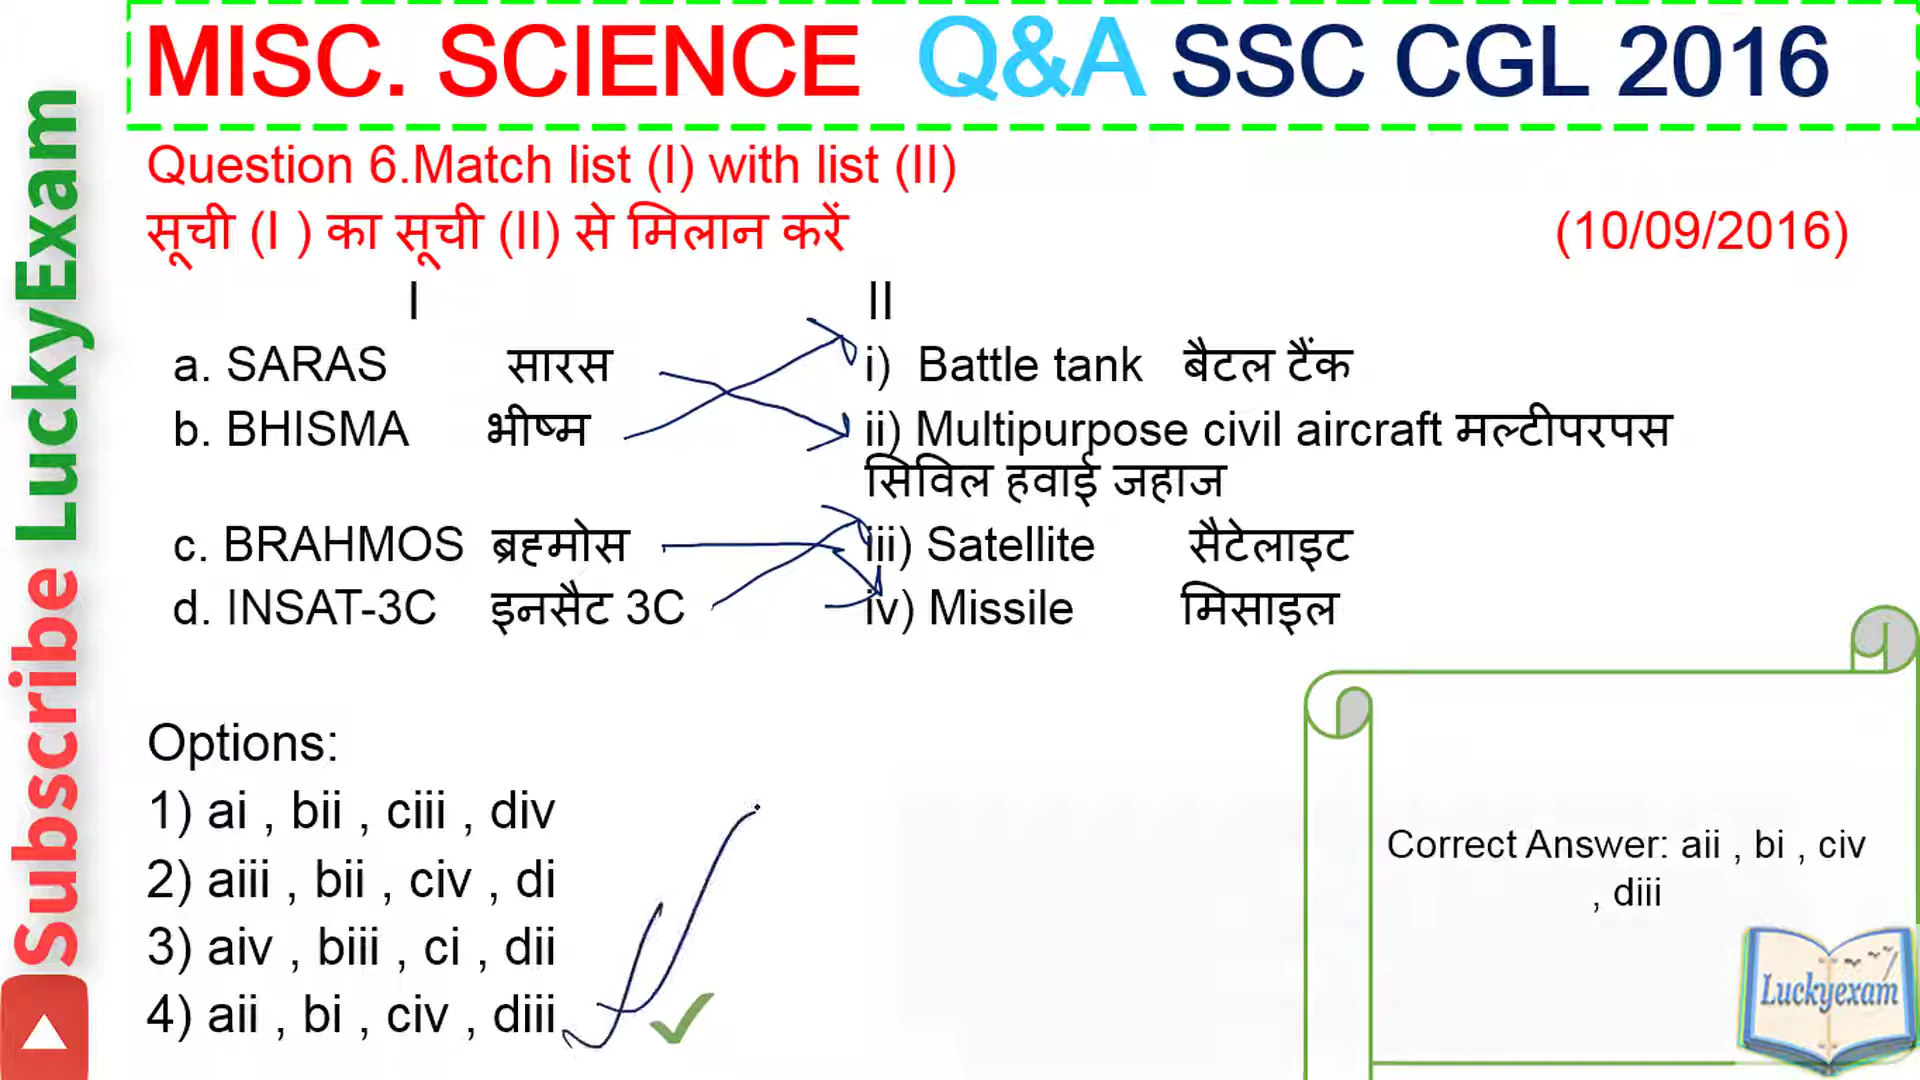 MISC. SCIENCE Q&A SSC CGL 2016
Question 6.Match list (I) with list (II)
सूची (I ) का सूची (II) से मिलान करें (10/09/2016)
I II
a. SARAS सारस i) Battle tank बैटल टैंक
b. BHISMA भीष्म ii) Multipurpose civil aircraft मल्टीपरपस
सिविल हवाई जहाज
c. BRAHMOS ब्रह्मोस iii) Satellite सैटेलाइट
d. INSAT-3C इनसैट 3C iv) Missile मिसाइल
Options:
1) ai , bii , ciii , div
2) aiii , bii , civ , di
3) aiv , biii , ci , dii
4) aii , bi , civ , diii
Correct Answer: aii , bi , civ
, diii
Luckyexam
Subscribe LuckyExam